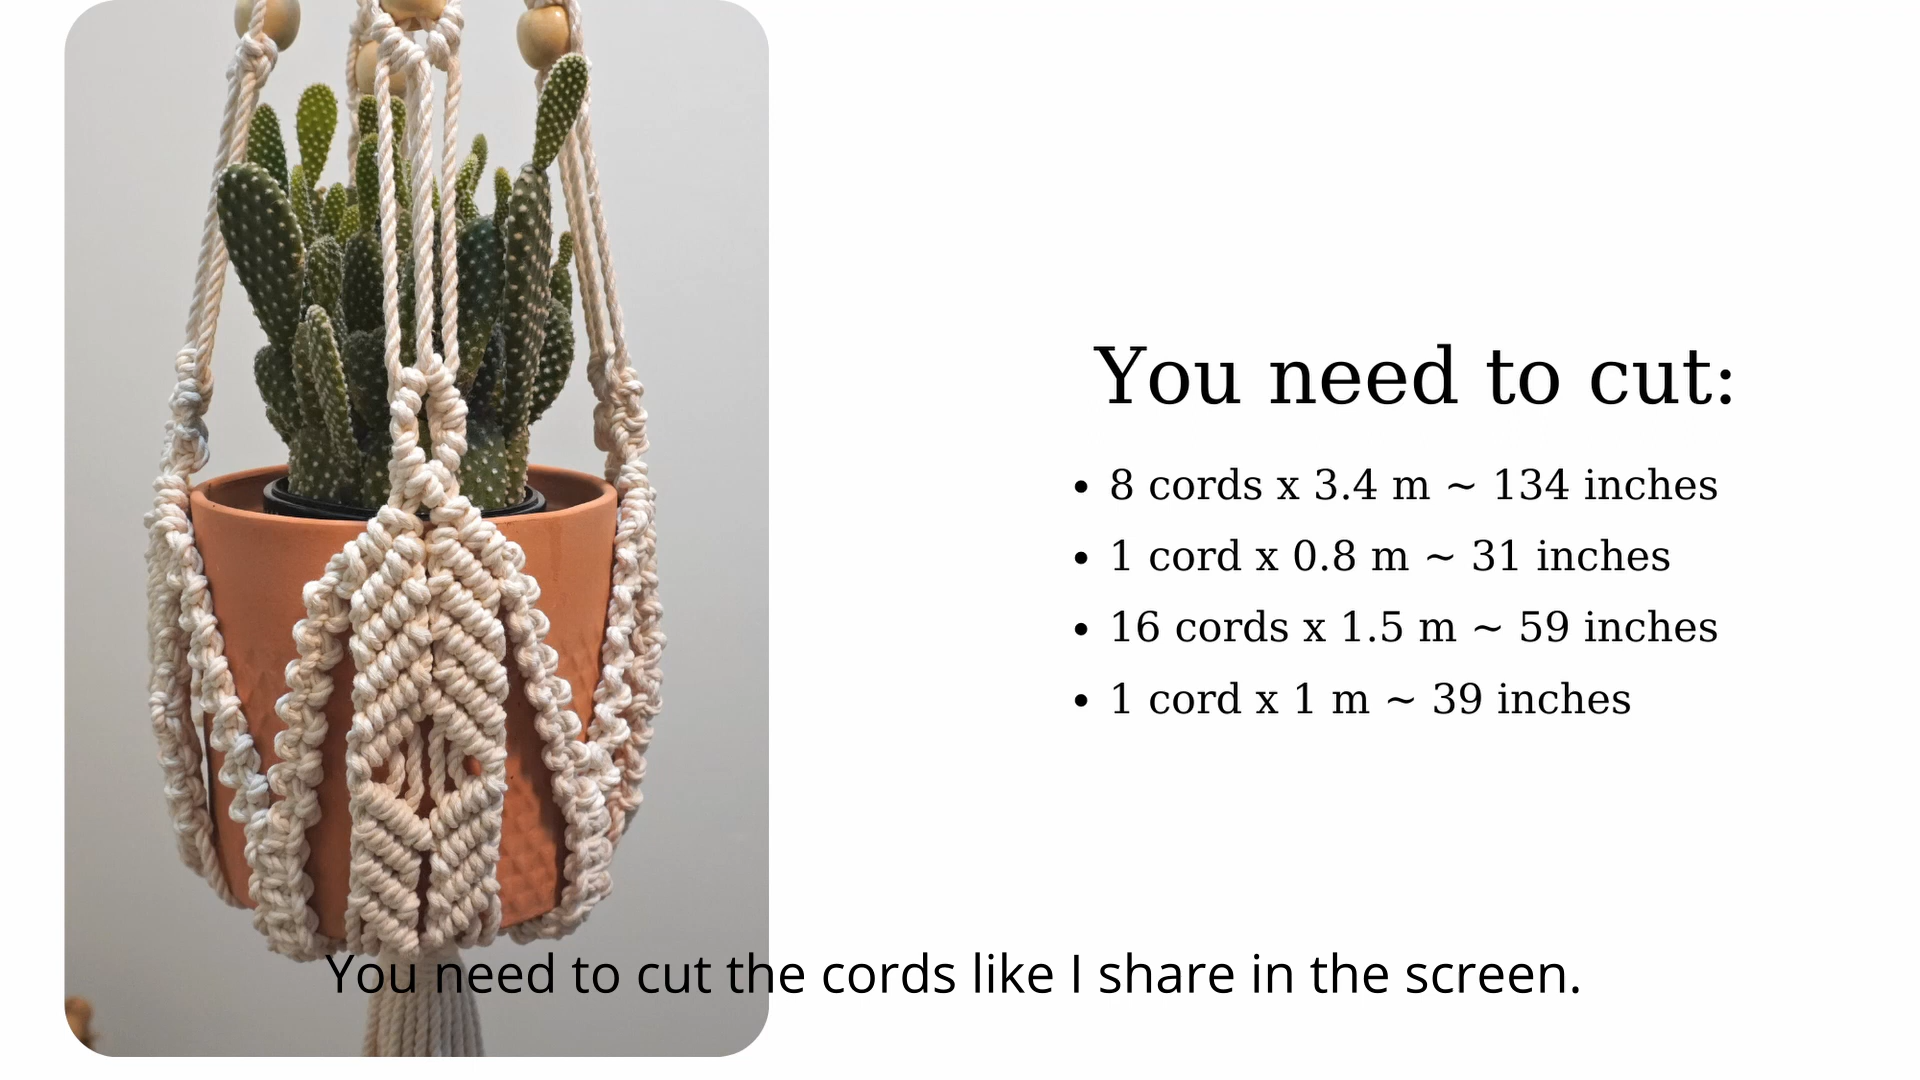 You need to cut:
• 8 cords x 3.4 m ~ 134 inches
• 1 cord x 0.8 m ~ 31 inches
• 16 cords x 1.5 m ~ 59 inches
• 1 cord x 1 m ~ 39 inches
You need to cut the cords like I share in the screen.